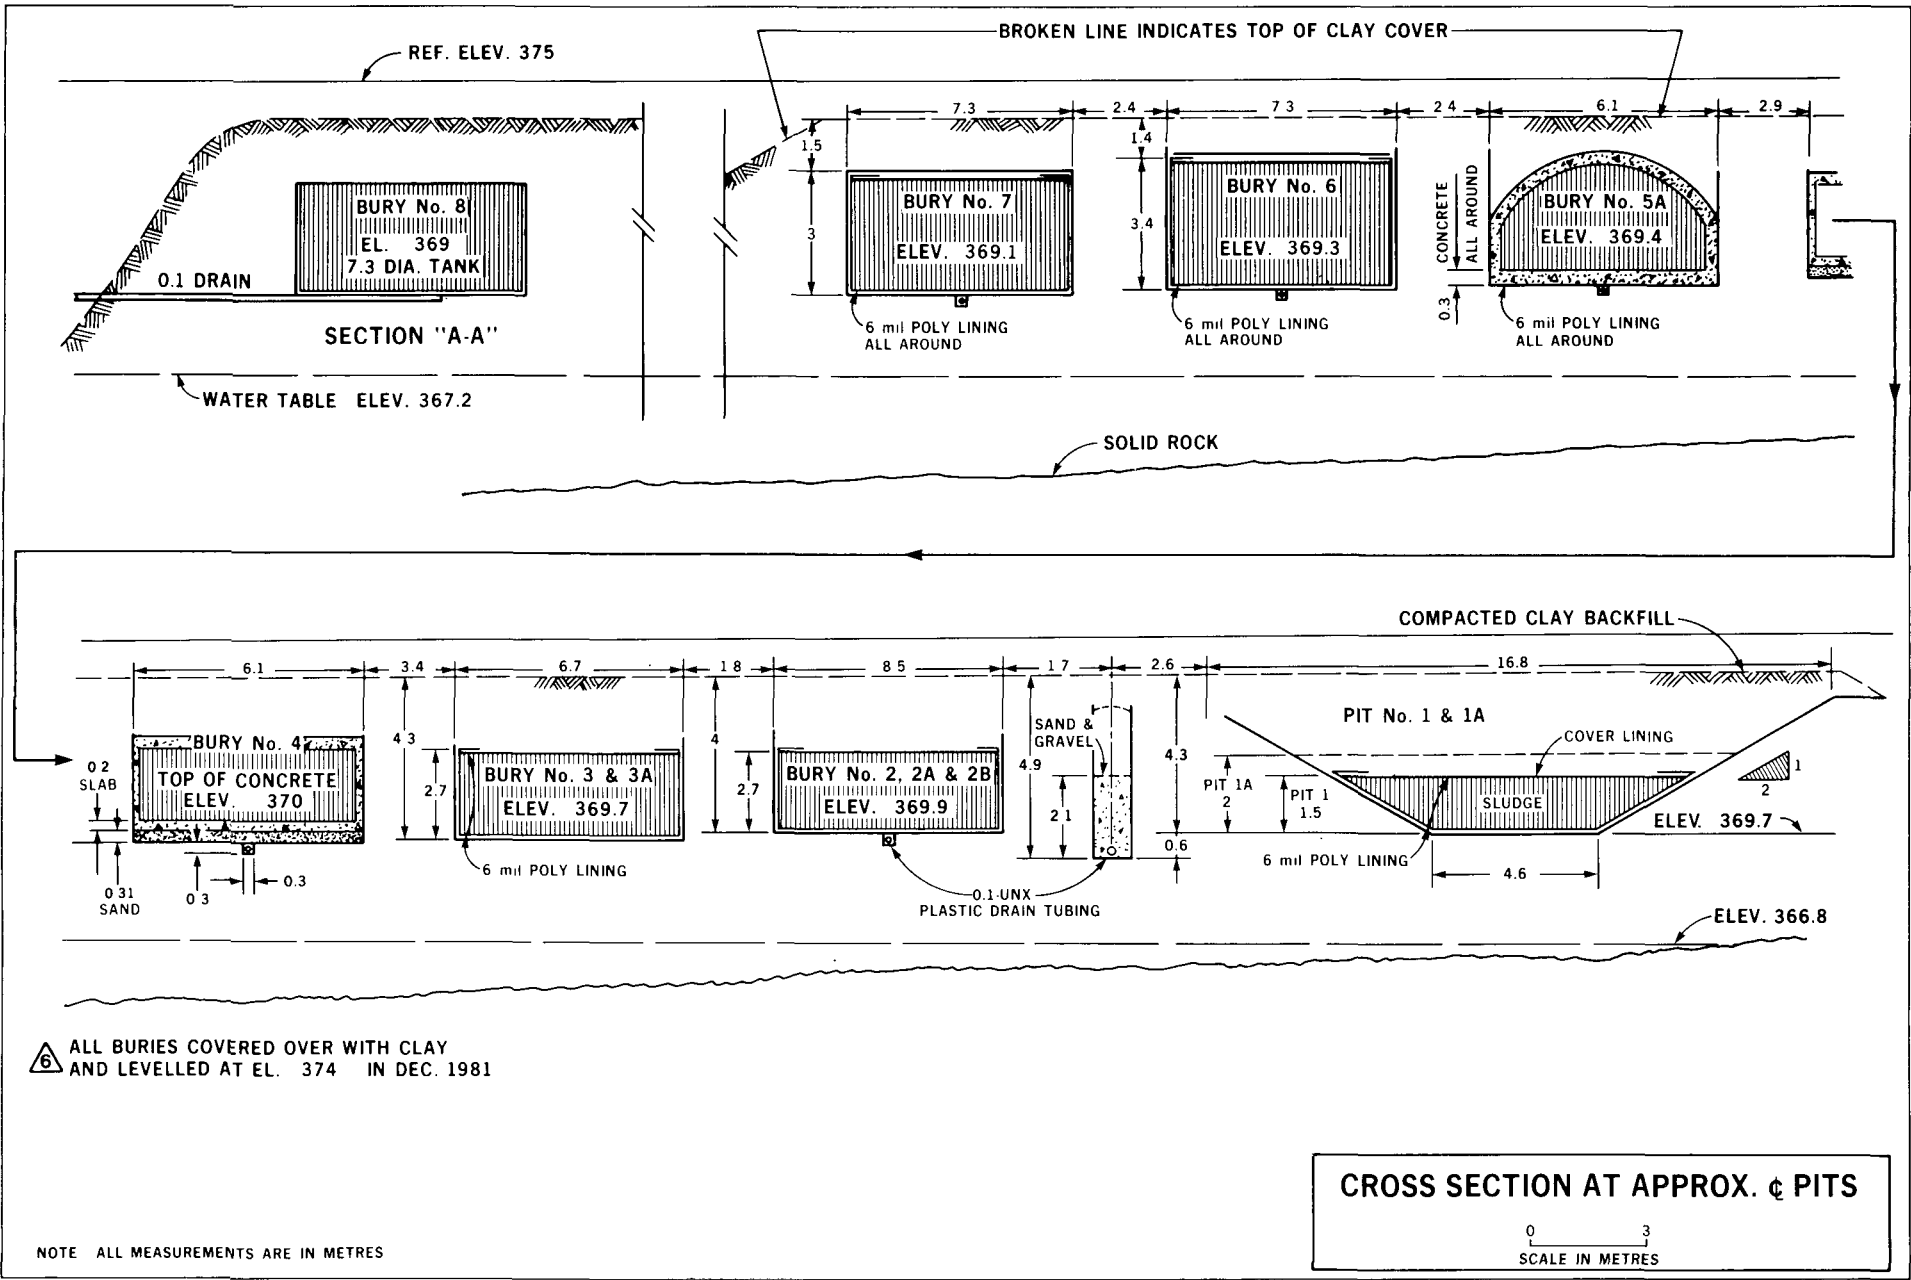 BROKEN LINE INDICATES TOP OF CLAY COVER
REF. ELEV. 375
7.3
2.4
7 3
2 4
6.1
2.9
1.5
1.4
BURY No. 8
EL. 369
7.3 DIA. TANK
0.1 DRAIN
SECTION "A-A"
WATER TABLE ELEV. 367.2
3
BURY No. 7
ELEV. 369.1
6 mil POLY LINING
ALL AROUND
3.4
BURY No. 6
ELEV. 369.3
6 mil POLY LINING
ALL AROUND
CONCRETE
ALL AROUND
0.3
BURY No. 5A
ELEV. 369.4
6 mil POLY LINING
ALL AROUND
SOLID ROCK
COMPACTED CLAY BACKFILL
6.1
3.4
6.7
1 8
8 5
1 7
2.6
16.8
BURY No. 4
TOP OF CONCRETE
ELEV. 370
0 2
SLAB
0 31
SAND
0 3
0.3
4 3
2.7
BURY No. 3 & 3A
ELEV. 369.7
6 mil POLY LINING
4
2.7
BURY No. 2, 2A & 2B
ELEV. 369.9
0.1-UNX
PLASTIC DRAIN TUBING
4.9
SAND &
GRAVEL
2 1
4.3
0.6
PIT No. 1 & 1A
COVER LINING
PIT 1A
2
PIT 1
1.5
SLUDGE
1
2
ELEV. 369.7
6 mil POLY LINING
4.6
ELEV. 366.8
6
ALL BURIES COVERED OVER WITH CLAY
AND LEVELLED AT EL. 374 IN DEC. 1981
CROSS SECTION AT APPROX. ₵ PITS
0 3
SCALE IN METRES
NOTE ALL MEASUREMENTS ARE IN METRES